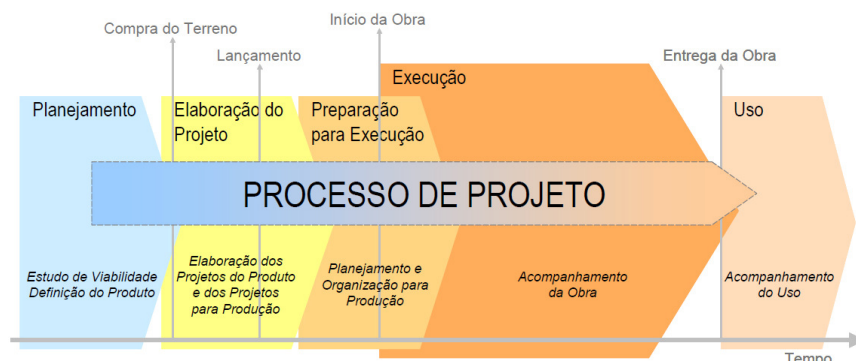 Compra do Terreno
Lançamento
Início da Obra
Entrega da Obra
Planejamento
Elaboração do
Projeto
Preparação
para Execução
Execução
Uso
PROCESSO DE PROJETO
Estudo de Viabilidade
Definição do Produto
Elaboração dos
Projetos do Produto
e dos Projetos
para Produção
Planejamento e
Organização para
Produção
Acompanhamento
da Obra
Acompanhamento
do Uso
Tempo